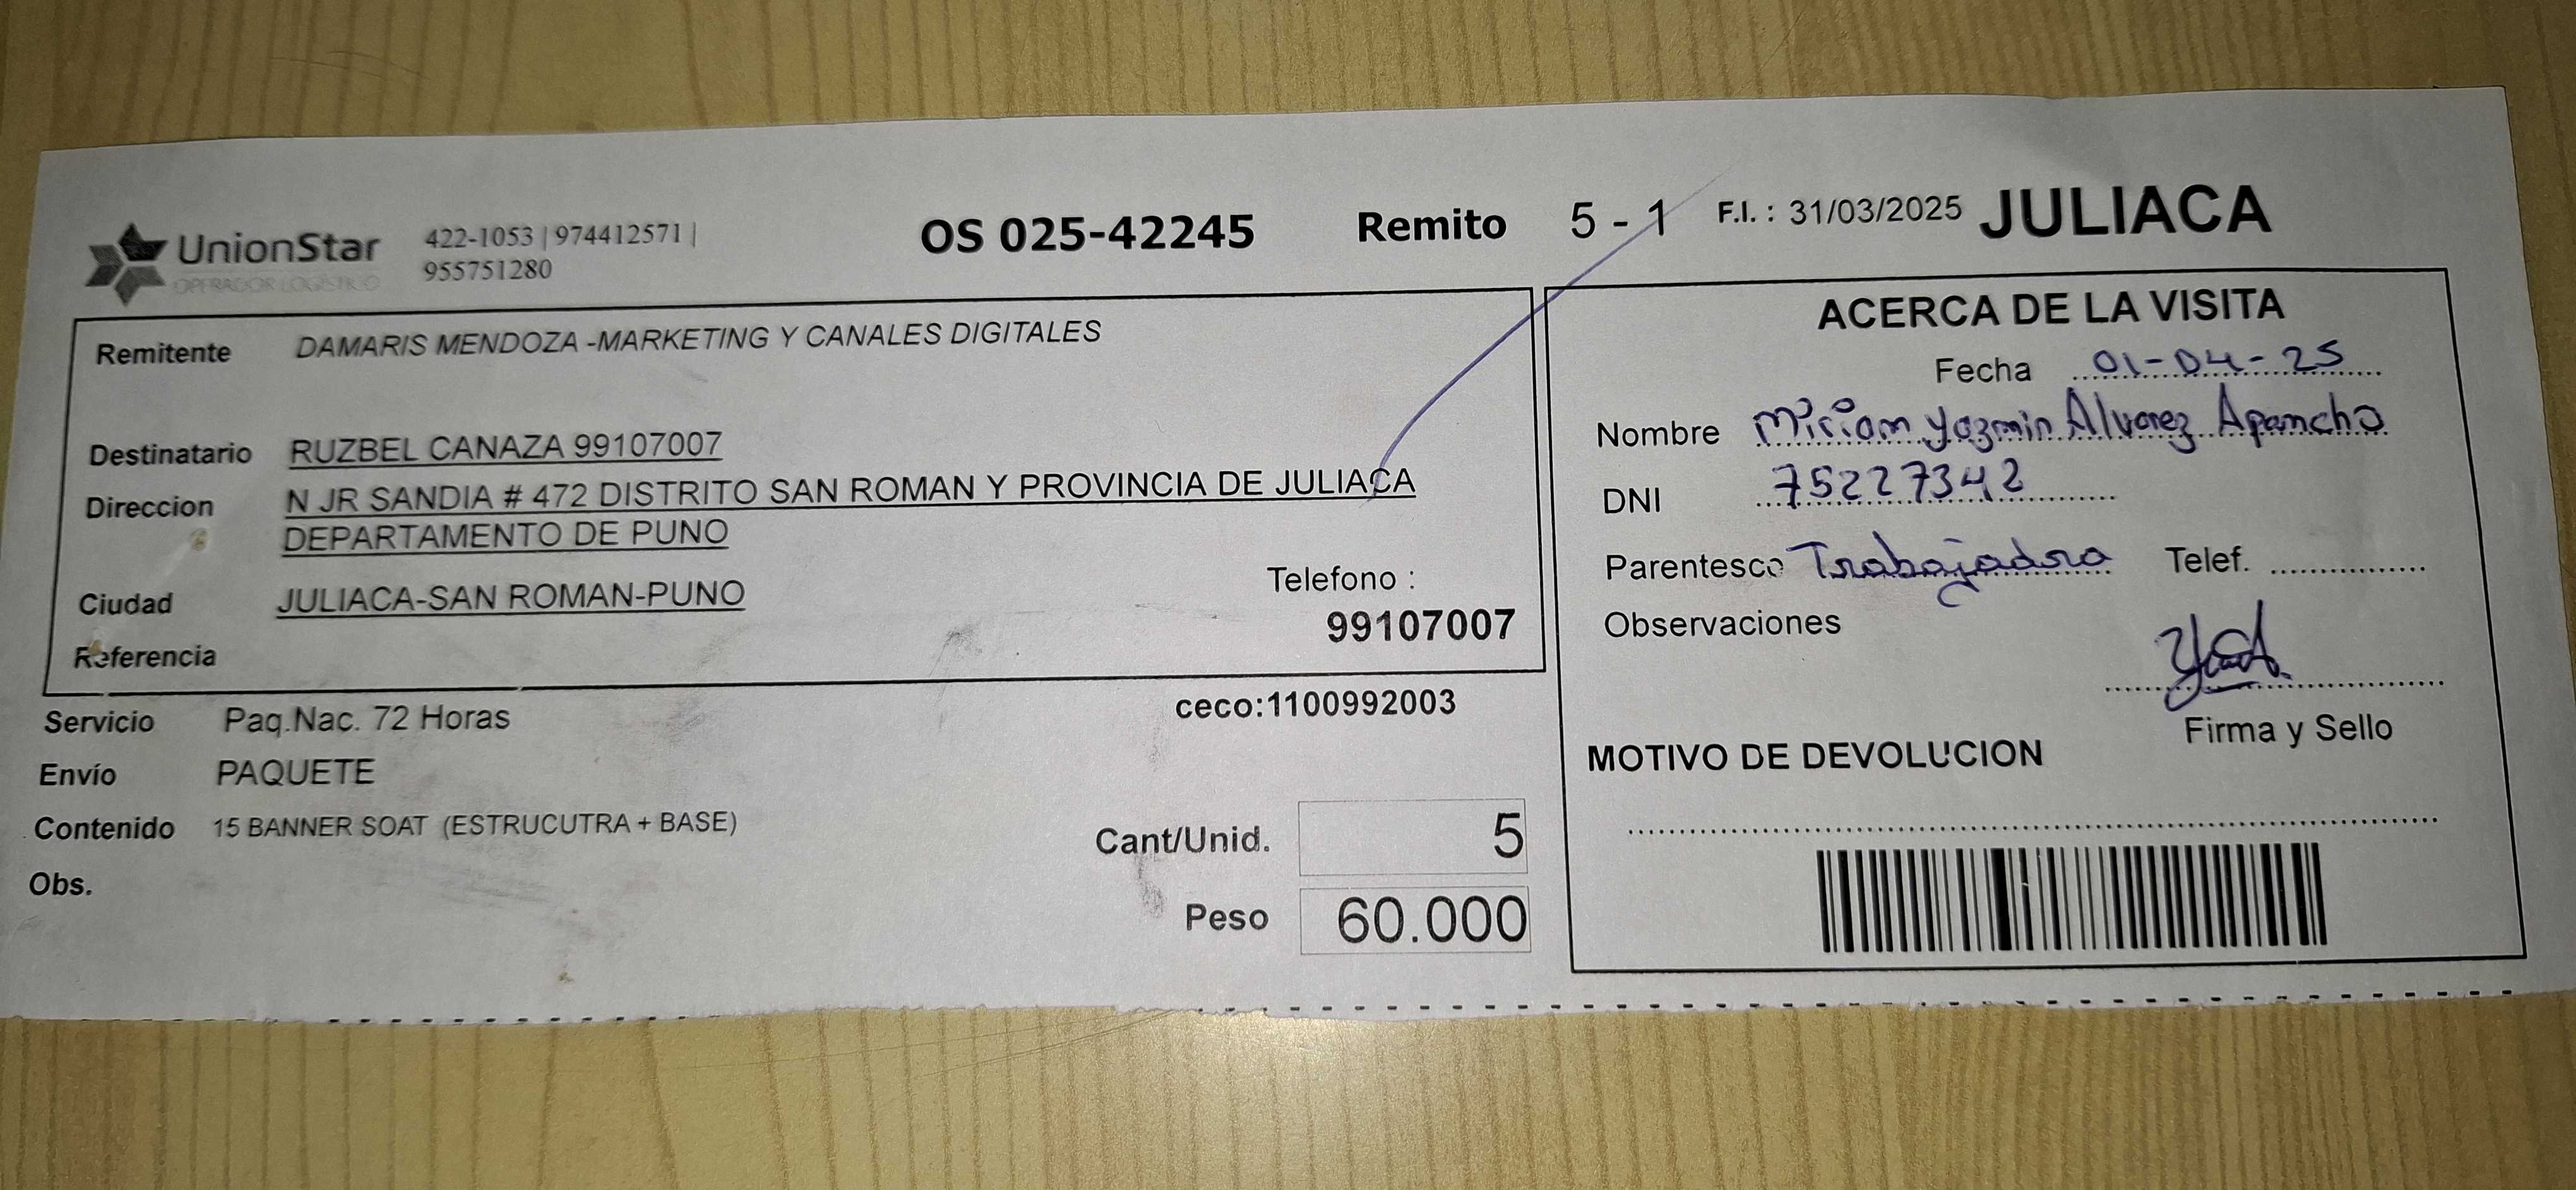 UnionStar
OPERADOR LOGÍSTICO
422-1053 | 974412571 |
955751280
OS 025-42245
Remito 5 - 1
F.I. : 31/03/2025
JULIACA
Remitente DAMARIS MENDOZA -MARKETING Y CANALES DIGITALES
Destinatario RUZBEL CANAZA 99107007
Direccion N JR SANDIA # 472 DISTRITO SAN ROMAN Y PROVINCIA DE JULIACA
DEPARTAMENTO DE PUNO
Ciudad JULIACA-SAN ROMAN-PUNO
Telefono :
99107007
Referencia
ceco:1100992003
Servicio Paq.Nac. 72 Horas
Envío PAQUETE
Contenido 15 BANNER SOAT (ESTRUCUTRA + BASE)
Obs.
Cant/Unid. 5
Peso 60.000
ACERCA DE LA VISITA
Fecha 01-04-25
Nombre Miriam Yazmin Alvarez Apancho
DNI 75227342
Parentesco Trabajadora Telef.
Observaciones
Firma y Sello
MOTIVO DE DEVOLUCION